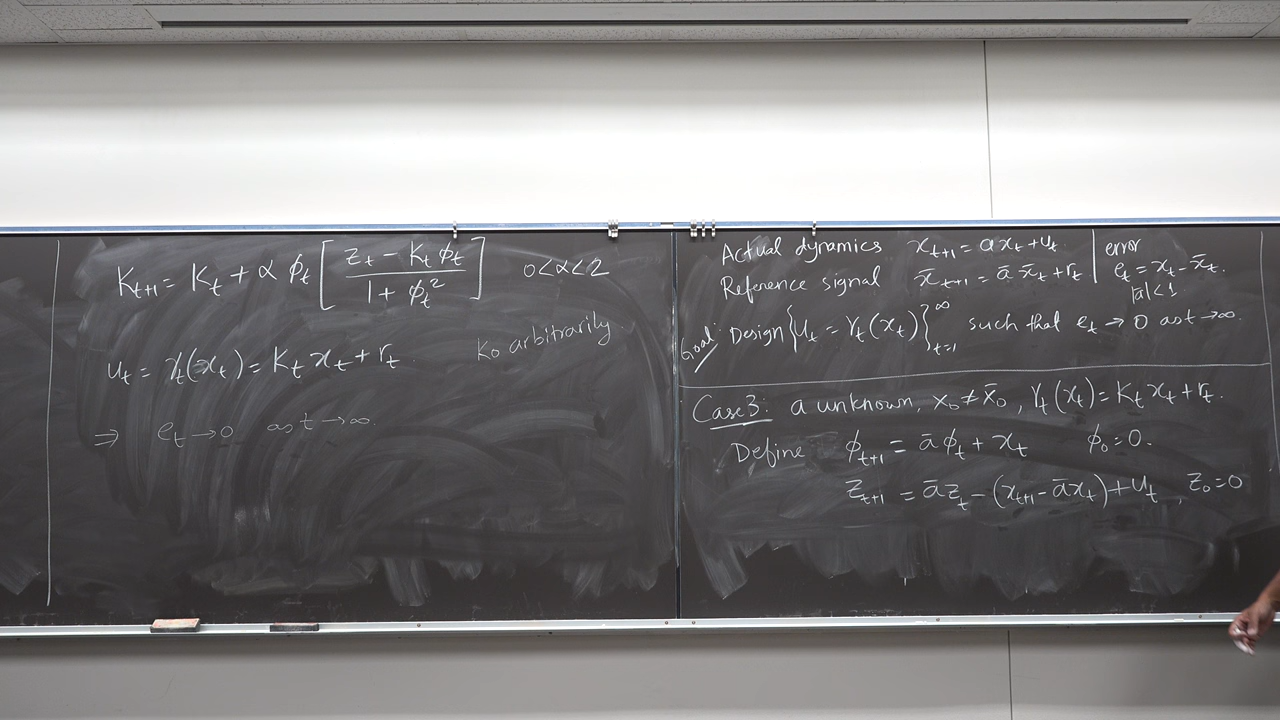 K_{t+1} = K_t + α ϕ_t [ (z_t - K_t ϕ_t) / (1 + ϕ_t^2) ]   0<α<2
K_0 arbitrarily.
u_t = γ_t(x_t) = K_t x_t + r_t.
⇒ e_t → 0 as t → ∞.
Actual dynamics x_{t+1} = a x_t + u_t. | error
Reference signal x̄_{t+1} = ā x̄_t + r_t | e_t = x_t - x̄_t.
|ā|<1
Goal: Design {u_t = γ_t(x_t)}_{t=1}^∞ such that e_t → 0 as t → ∞.
Case 3: a unknown, x_0 ≠ x̄_0, γ_t(x_t) = K_t x_t + r_t.
Define ϕ_{t+1} = ā ϕ_t + x_t   ϕ_0 = 0.
z_{t+1} = ā z_t - (x_{t+1} - ā x_t) + u_t, z_0 = 0